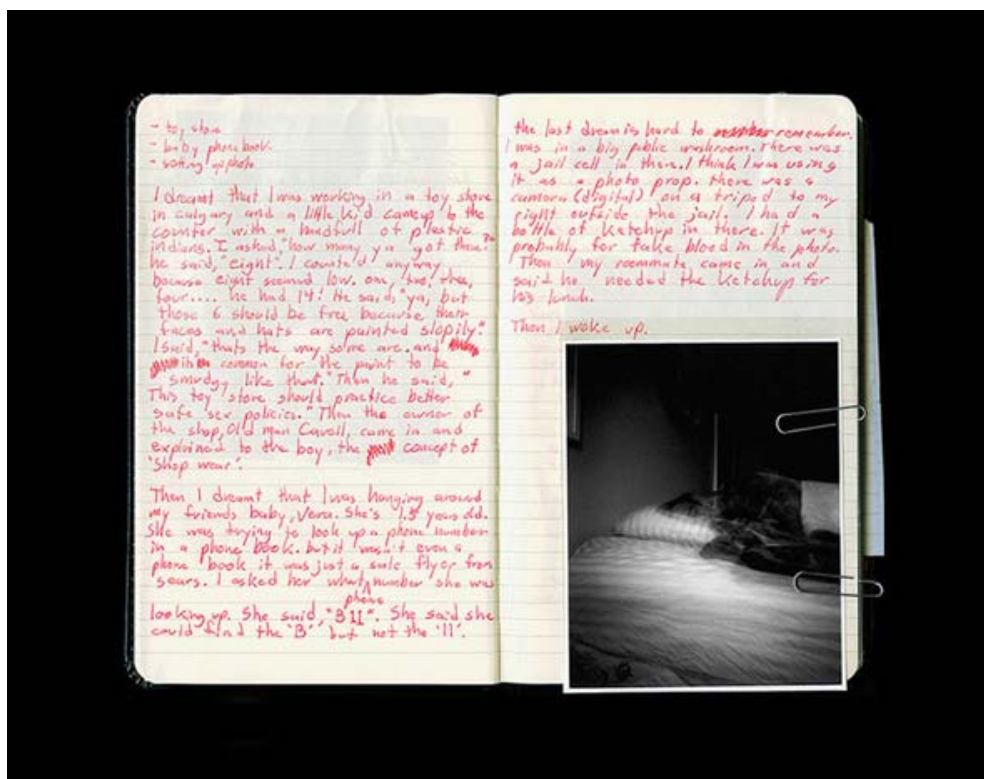 - toy store
- baby phone book
- setting up photo
I dreamt that I was working in a toy store
in calgary and a little kid came up to the
counter with a handfull of plastic
indians. I asked, "how many ya got there?"
he said, "eight". I counted anyway
because eight seemed low. one, two, three,
four.... he had 14! He said, "ya, but
those 6 should be free because their
faces and hats are painted slopily."
I said, "thats the way some are. and
its common for the paint to be
smudgy like that." Then he said, "
This toy store should practice better
safe sex policies." Then the owner of
the shop, Old man Cavell, came in and
explained to the boy, the concept of
'Shop wear'.
Then I dreamt that I was hanging around
my friends baby, Vera. She's 1.5 years old.
She was trying to look up a phone number
in a phone book. but it wasn't even a
phone book it was just a sale flyer from
sears. I asked her what phone number she was
looking up. She said, "B11". She said she
could find the 'B' but not the '11'.
the last dream is hard to remember.
I was in a big public washroom. There was
a jail cell in there. I think I was using
it as a photo prop. there was a
camera (digital) on a tripod to my
right outside the jail. I had a
bottle of ketchup in there. It was
probably for fake blood in the photo.
Then my roommate came in and
said he needed the ketchup for
his lunch.
Then I woke up.